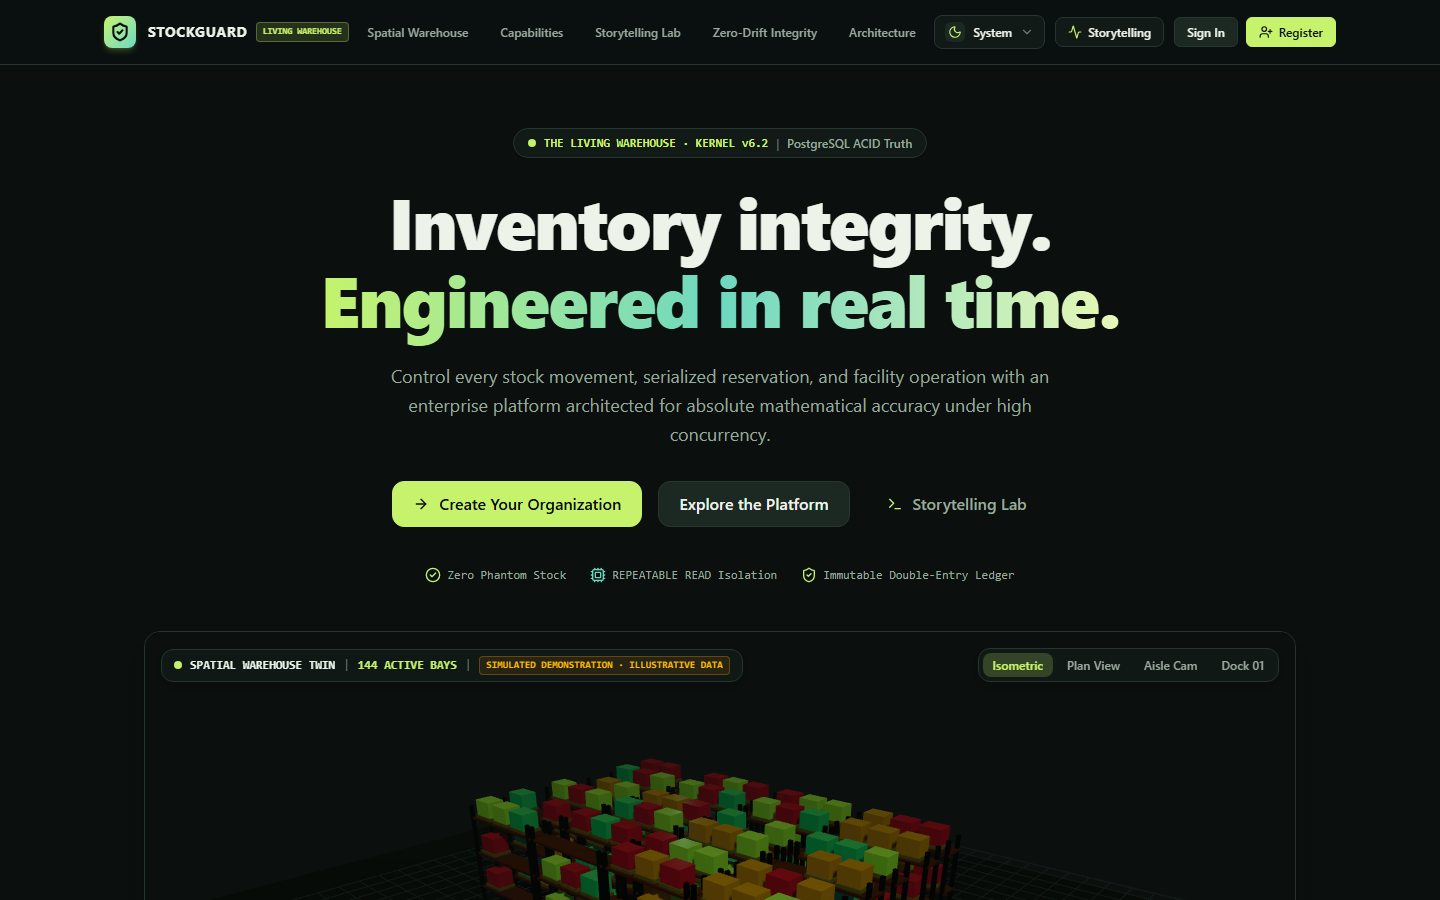 STOCKGUARD LIVING WAREHOUSE Spatial Warehouse Capabilities Storytelling Lab Zero-Drift Integrity Architecture System Storytelling Sign In Register
THE LIVING WAREHOUSE · KERNEL v6.2 | PostgreSQL ACID Truth
Inventory integrity.
Engineered in real time.
Control every stock movement, serialized reservation, and facility operation with an
enterprise platform architected for absolute mathematical accuracy under high
concurrency.
Create Your Organization Explore the Platform Storytelling Lab
Zero Phantom Stock REPEATABLE READ Isolation Immutable Double-Entry Ledger
SPATIAL WAREHOUSE TWIN | 144 ACTIVE BAYS | SIMULATED DEMONSTRATION · ILLUSTRATIVE DATA Isometric Plan View Aisle Cam Dock 01